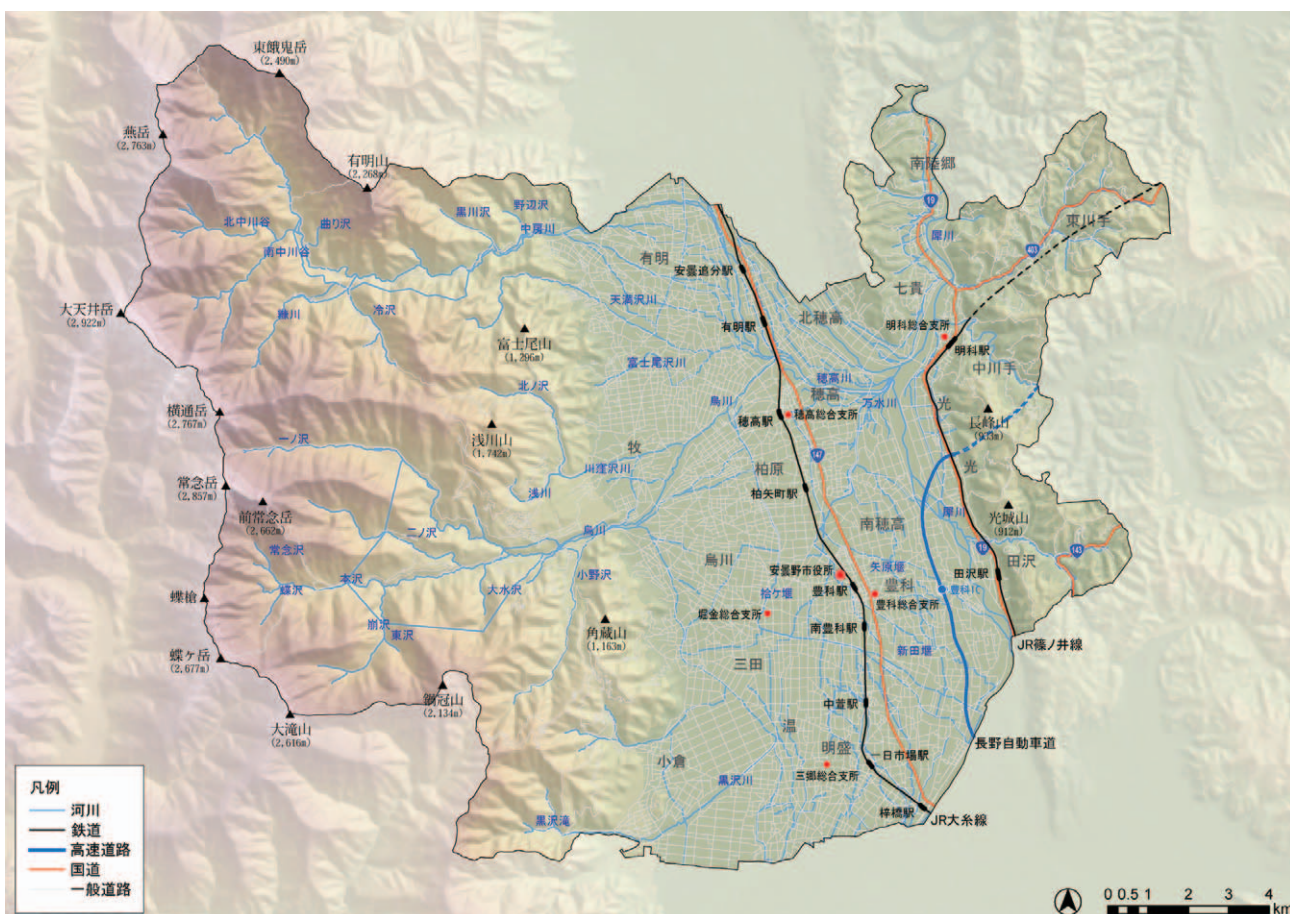 東餓鬼岳
(2,490m)
燕岳
(2,763m)
有明山
(2,268m)
南陸郷
19
東川手
黒川沢
野辺沢
北中川谷
曲り沢
中房川
犀川
403
南中川谷
有明
安曇追分駅
七貴
大天井岳
(2,922m)
冷沢
天満沢川
北穂高
富士尾山
(1,296m)
有明駅
明科総合支所
明科駅
富士尾沢川
中川手
北ノ沢
穂高川
穂高
烏川
万水川
横通岳
(2,767m)
穂高駅
穂高総合支所
光
長峰山
(933m)
浅川山
(1,742m)
一ノ沢
牧
147
川窪沢川
柏原
光
常念岳
(2,857m)
浅川
柏矢町駅
前常念岳
(2,662m)
犀川
光城山
(912m)
二ノ沢
烏川
南穂高
常念沢
19
143
烏川
矢原堰
田沢
小野沢
安曇野市役所
田沢駅
本沢
豊科
蝶沢
大水沢
豊科駅
豊科IC
蝶槍
拾ケ堰
豊科総合支所
堀金総合支所
角蔵山
(1,163m)
崩沢
東沢
南豊科駅
JR篠ノ井線
新田堰
蝶ヶ岳
(2,677m)
三田
鍋冠山
(2,134m)
中萱駅
大滝山
(2,616m)
温
長野自動車道
明盛
一日市場駅
小倉
三郷総合支所
黒沢川
凡例
河川
鉄道
高速道路
国道
一般道路
梓橋駅
JR大糸線
黒沢滝
0 0.5 1 2 3 4
km